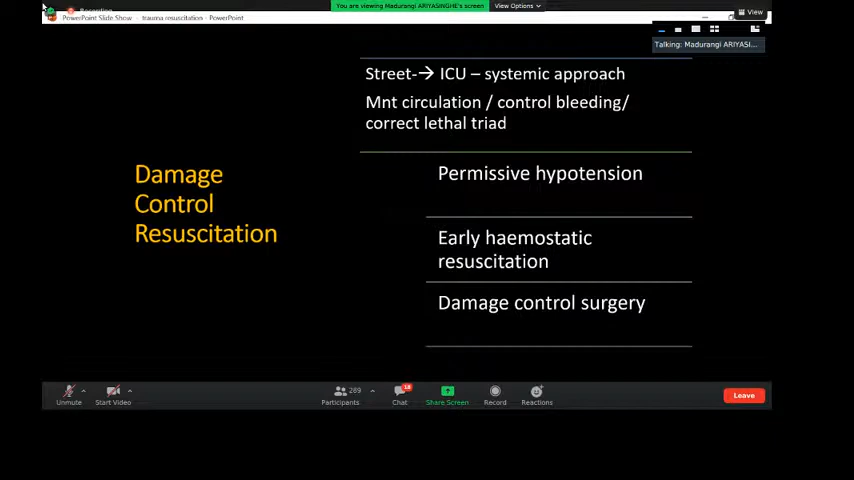 Recording
You are viewing Madurangi ARIYASINGHE's screen
View Options
PowerPoint Slide Show - trauma resuscitation - PowerPoint
View
Talking: Madurangi ARIYASI...
Street-→ ICU – systemic approach
Mnt circulation / control bleeding/
correct lethal triad
Damage
Control
Resuscitation
Permissive hypotension
Early haemostatic
resuscitation
Damage control surgery
Unmute
Start Video
289
Participants
18
Chat
Share Screen
Record
Reactions
Leave